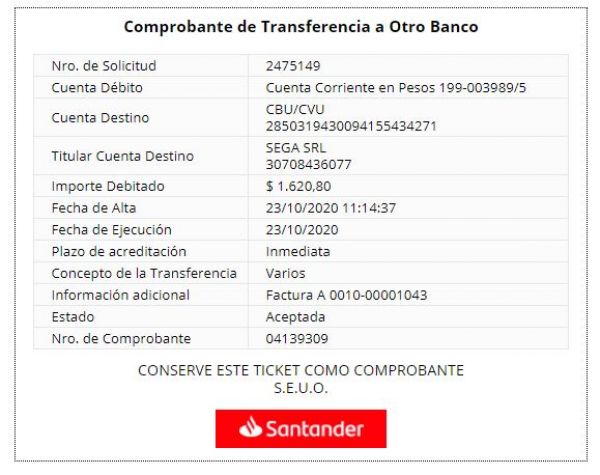 Comprobante de Transferencia a Otro Banco
Nro. de Solicitud 2475149
Cuenta Débito Cuenta Corriente en Pesos 199-003989/5
Cuenta Destino CBU/CVU
2850319430094155434271
Titular Cuenta Destino SEGA SRL
30708436077
Importe Debitado $ 1.620,80
Fecha de Alta 23/10/2020 11:14:37
Fecha de Ejecución 23/10/2020
Plazo de acreditación Inmediata
Concepto de la Transferencia Varios
Información adicional Factura A 0010-00001043
Estado Aceptada
Nro. de Comprobante 04139309
CONSERVE ESTE TICKET COMO COMPROBANTE
S.E.U.O.
Santander